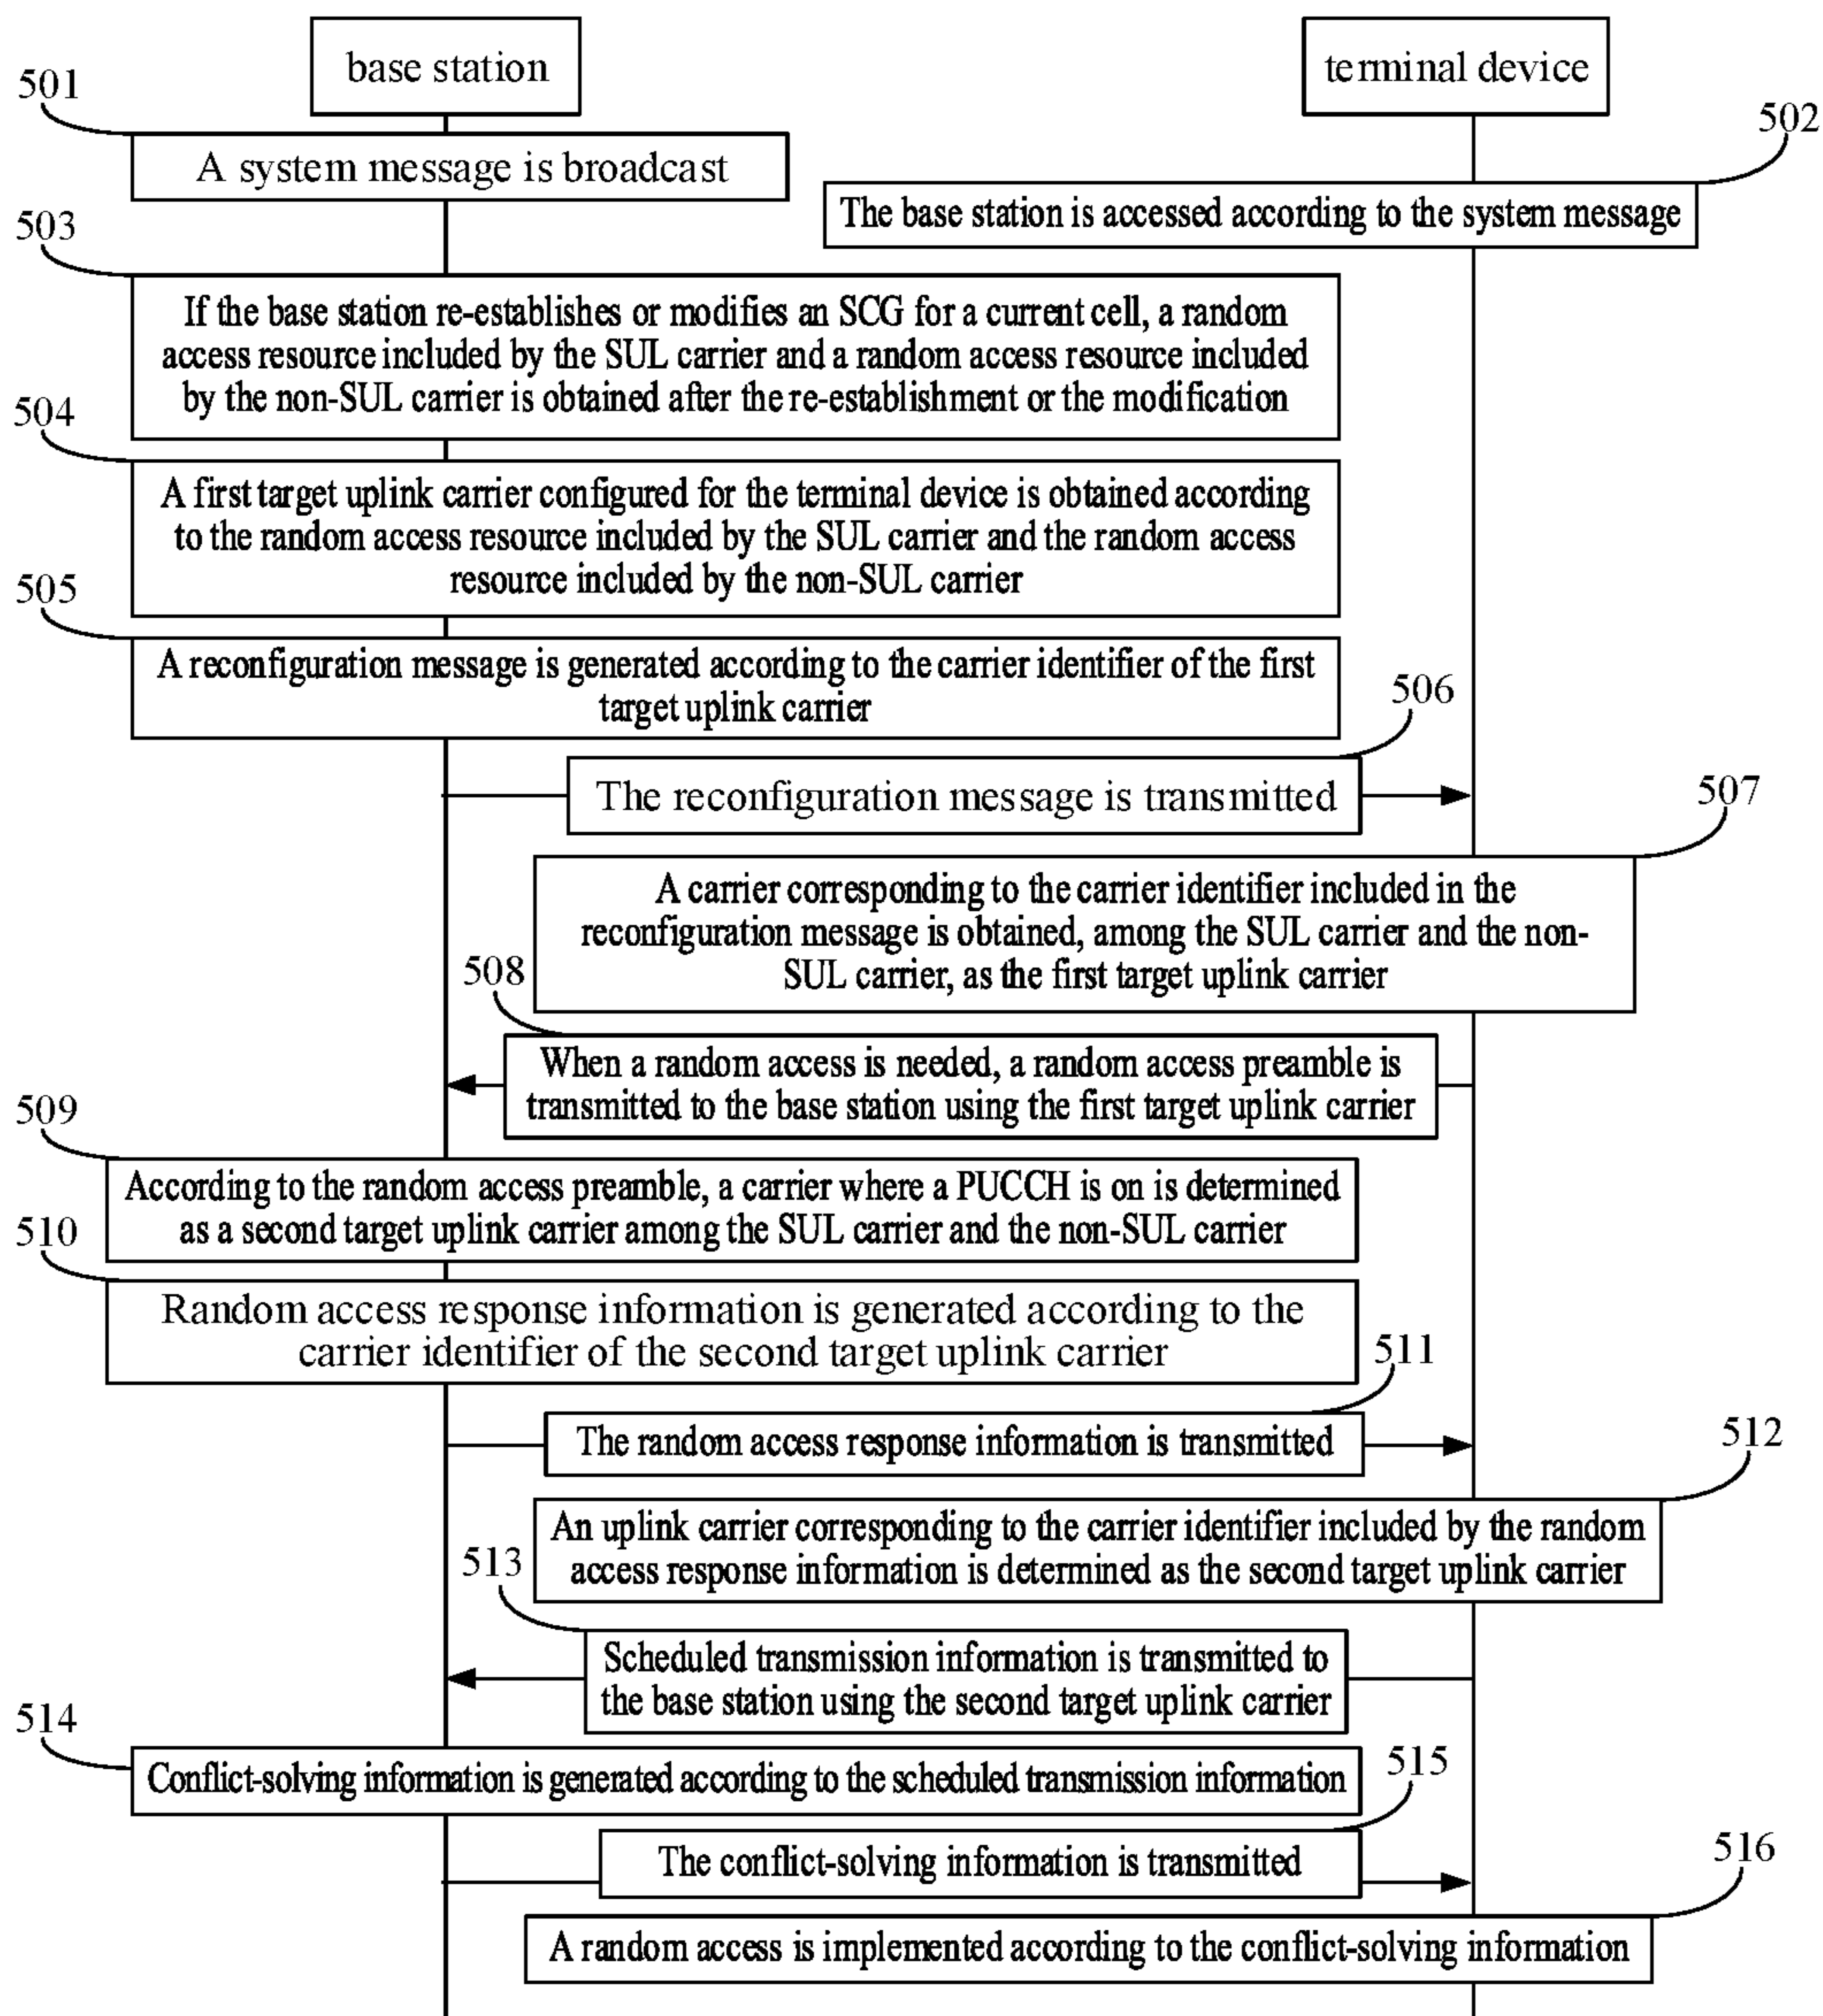 base station
terminal device
501
A system message is broadcast
502
The base station is accessed according to the system message
503
If the base station re-establishes or modifies an SCG for a current cell, a random
access resource included by the SUL carrier and a random access resource included
by the non-SUL carrier is obtained after the re-establishment or the modification
504
A first target uplink carrier configured for the terminal device is obtained according
to the random access resource included by the SUL carrier and the random access
resource included by the non-SUL carrier
505
A reconfiguration message is generated according to the carrier identifier of the first
target uplink carrier
506
The reconfiguration message is transmitted
507
A carrier corresponding to the carrier identifier included in the
reconfiguration message is obtained, among the SUL carrier and the non-
SUL carrier, as the first target uplink carrier
508
When a random access is needed, a random access preamble is
transmitted to the base station using the first target uplink carrier
509
According to the random access preamble, a carrier where a PUCCH is on is determined
as a second target uplink carrier among the SUL carrier and the non-SUL carrier
510
Random access response information is generated according to the
carrier identifier of the second target uplink carrier
511
The random access response information is transmitted
512
An uplink carrier corresponding to the carrier identifier included by the random
access response information is determined as the second target uplink carrier
513
Scheduled transmission information is transmitted to
the base station using the second target uplink carrier
514
Conflict-solving information is generated according to the scheduled transmission information
515
The conflict-solving information is transmitted
516
A random access is implemented according to the conflict-solving information